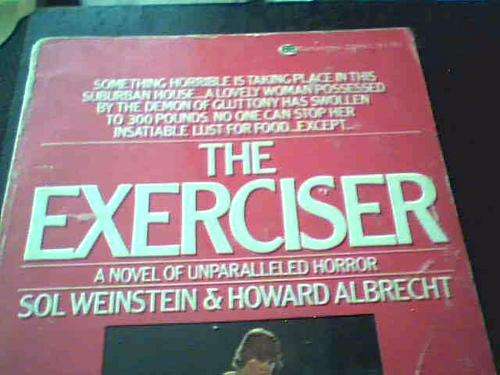 SOMETHING HORRIBLE IS TAKING PLACE IN THIS
SUBURBAN HOUSE...A LOVELY WOMAN POSSESSED
BY THE DEMON OF GLUTTONY HAS SWOLLEN
TO 300 POUNDS. NO ONE CAN STOP HER
INSATIABLE LUST FOR FOOD...EXCEPT...
THE
EXERCISER
A NOVEL OF UNPARALLELED HORROR
SOL WEINSTEIN & HOWARD ALBRECHT